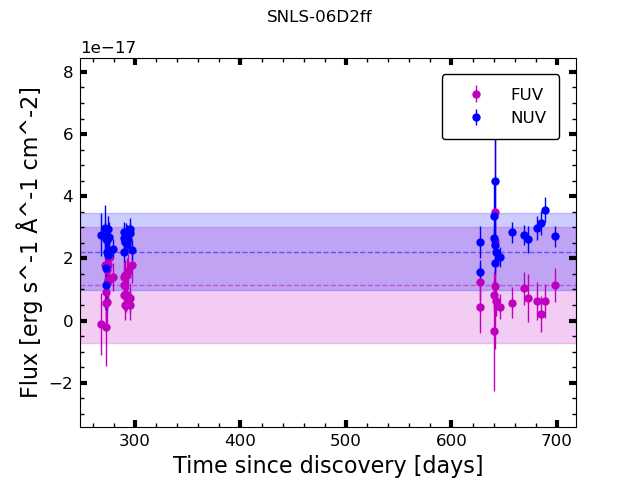 SNLS-06D2ff
1e−17
8
6
4
2
0
−2
FUV
NUV
300
400
500
600
700
Time since discovery [days]
Flux [erg s^-1 Å^-1 cm^-2]